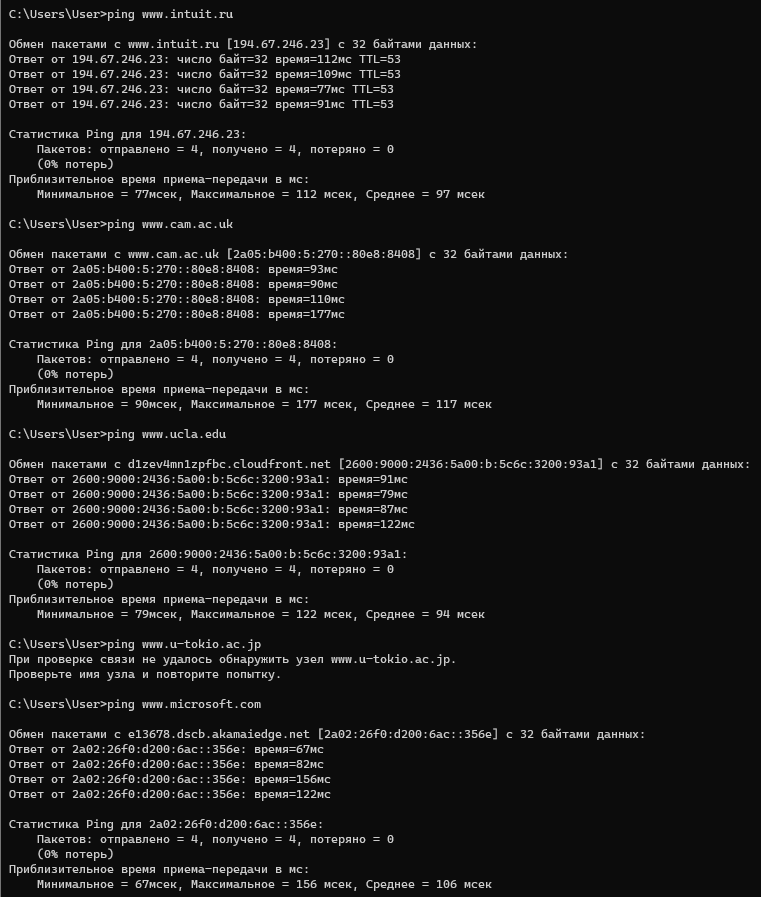 C:\Users\User>ping www.intuit.ru
Обмен пакетами с www.intuit.ru [194.67.246.23] с 32 байтами данных:
Ответ от 194.67.246.23: число байт=32 время=112мс TTL=53
Ответ от 194.67.246.23: число байт=32 время=109мс TTL=53
Ответ от 194.67.246.23: число байт=32 время=77мс TTL=53
Ответ от 194.67.246.23: число байт=32 время=91мс TTL=53
Статистика Ping для 194.67.246.23:
    Пакетов: отправлено = 4, получено = 4, потеряно = 0
    (0% потерь)
Приблизительное время приема-передачи в мс:
    Минимальное = 77мсек, Максимальное = 112 мсек, Среднее = 97 мсек
C:\Users\User>ping www.cam.ac.uk
Обмен пакетами с www.cam.ac.uk [2a05:b400:5:270::80e8:8408] с 32 байтами данных:
Ответ от 2a05:b400:5:270::80e8:8408: время=93мс
Ответ от 2a05:b400:5:270::80e8:8408: время=90мс
Ответ от 2a05:b400:5:270::80e8:8408: время=110мс
Ответ от 2a05:b400:5:270::80e8:8408: время=177мс
Статистика Ping для 2a05:b400:5:270::80e8:8408:
    Пакетов: отправлено = 4, получено = 4, потеряно = 0
    (0% потерь)
Приблизительное время приема-передачи в мс:
    Минимальное = 90мсек, Максимальное = 177 мсек, Среднее = 117 мсек
C:\Users\User>ping www.ucla.edu
Обмен пакетами с d1zev4mn1zpfbc.cloudfront.net [2600:9000:2436:5a00:b:5c6c:3200:93a1] с 32 байтами данных:
Ответ от 2600:9000:2436:5a00:b:5c6c:3200:93a1: время=91мс
Ответ от 2600:9000:2436:5a00:b:5c6c:3200:93a1: время=79мс
Ответ от 2600:9000:2436:5a00:b:5c6c:3200:93a1: время=87мс
Ответ от 2600:9000:2436:5a00:b:5c6c:3200:93a1: время=122мс
Статистика Ping для 2600:9000:2436:5a00:b:5c6c:3200:93a1:
    Пакетов: отправлено = 4, получено = 4, потеряно = 0
    (0% потерь)
Приблизительное время приема-передачи в мс:
    Минимальное = 79мсек, Максимальное = 122 мсек, Среднее = 94 мсек
C:\Users\User>ping www.u-tokio.ac.jp
При проверке связи не удалось обнаружить узел www.u-tokio.ac.jp.
Проверьте имя узла и повторите попытку.
C:\Users\User>ping www.microsoft.com
Обмен пакетами с e13678.dscb.akamaiedge.net [2a02:26f0:d200:6ac::356e] с 32 байтами данных:
Ответ от 2a02:26f0:d200:6ac::356e: время=67мс
Ответ от 2a02:26f0:d200:6ac::356e: время=82мс
Ответ от 2a02:26f0:d200:6ac::356e: время=156мс
Ответ от 2a02:26f0:d200:6ac::356e: время=122мс
Статистика Ping для 2a02:26f0:d200:6ac::356e:
    Пакетов: отправлено = 4, получено = 4, потеряно = 0
    (0% потерь)
Приблизительное время приема-передачи в мс:
    Минимальное = 67мсек, Максимальное = 156 мсек, Среднее = 106 мсек